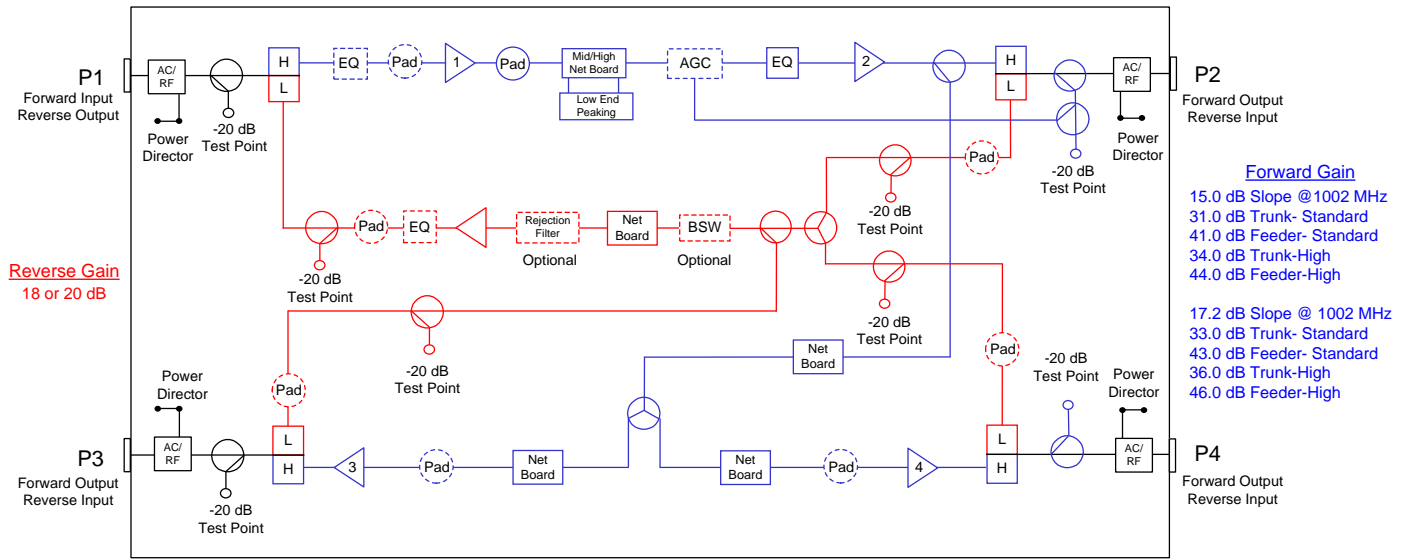 P1
Forward Input
Reverse Output
AC/
RF
Power
Director
-20 dB
Test Point
H
L
EQ
Pad
1
Pad
Mid/High
Net Board
Low End
Peaking
AGC
EQ
2
H
L
AC/
RF
Power
Director
-20 dB
Test Point
P2
Forward Output
Reverse Input
Pad
-20 dB
Test Point
-20 dB
Test Point
Pad
EQ
Rejection
Filter
Optional
Net
Board
BSW
Optional
-20 dB
Test Point
Reverse Gain
18 or 20 dB
-20 dB
Test Point
Forward Gain
15.0 dB Slope @1002 MHz
31.0 dB Trunk- Standard
41.0 dB Feeder- Standard
34.0 dB Trunk-High
44.0 dB Feeder-High
17.2 dB Slope @ 1002 MHz
33.0 dB Trunk- Standard
43.0 dB Feeder- Standard
36.0 dB Trunk-High
46.0 dB Feeder-High
Net
Board
Pad
-20 dB
Test Point
Power
Director
Power
Director
Pad
P3
Forward Output
Reverse Input
AC/
RF
-20 dB
Test Point
L
H
3
Pad
Net
Board
Net
Board
Pad
4
L
H
AC/
RF
P4
Forward Output
Reverse Input